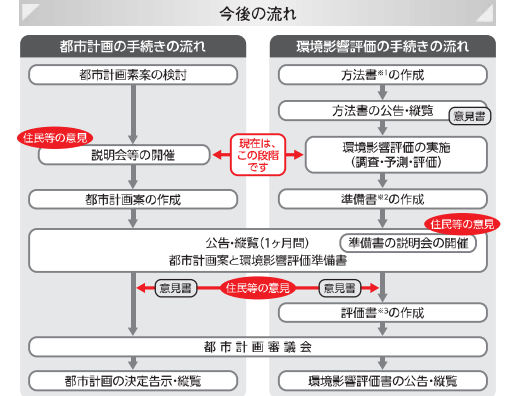 今後の流れ
都市計画の手続きの流れ
都市計画素案の検討
住民等の意見
説明会等の開催
都市計画案の作成
環境影響評価の手続きの流れ
方法書※1の作成
方法書の公告・縦覧
意見書
現在は、
この段階
です
環境影響評価の実施
(調査・予測・評価)
準備書※2の作成
住民等の意見
公告・縦覧(1ヶ月間)
都市計画案と環境影響評価準備書
準備書の説明会の開催
意見書
住民等の意見
意見書
評価書※3の作成
都市計画審議会
都市計画の決定告示・縦覧
環境影響評価書の公告・縦覧